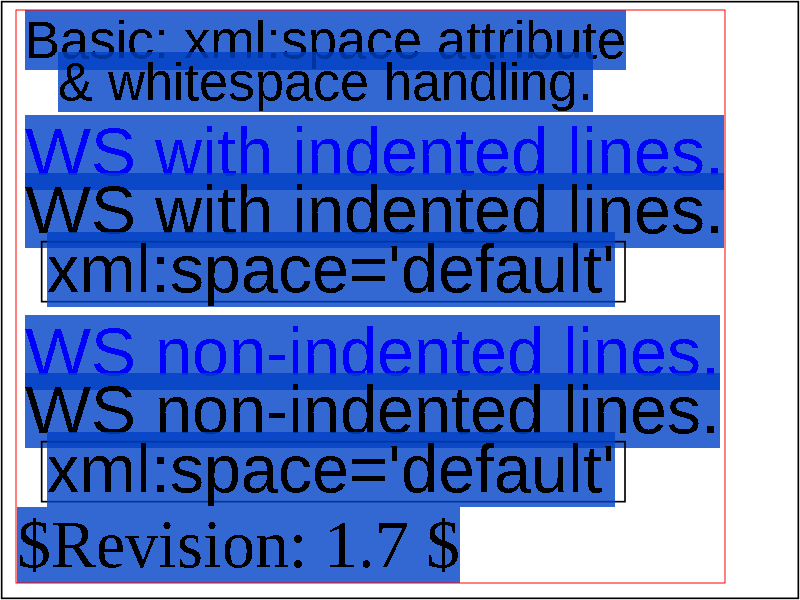 Basic: xml:space attribute
& whitespace handling.
WS with indented lines.
WS with indented lines.
xml:space='default'
WS non-indented lines.
WS non-indented lines.
xml:space='default'
$Revision: 1.7 $